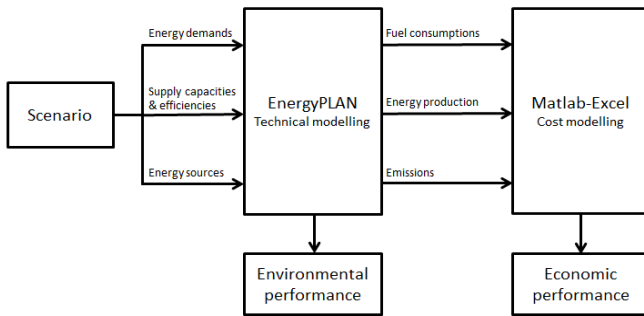 Scenario
Energy demands
Supply capacities
& efficiencies
Energy sources
EnergyPLAN
Technical modelling
Fuel consumptions
Energy production
Emissions
Matlab-Excel
Cost modelling
Environmental
performance
Economic
performance